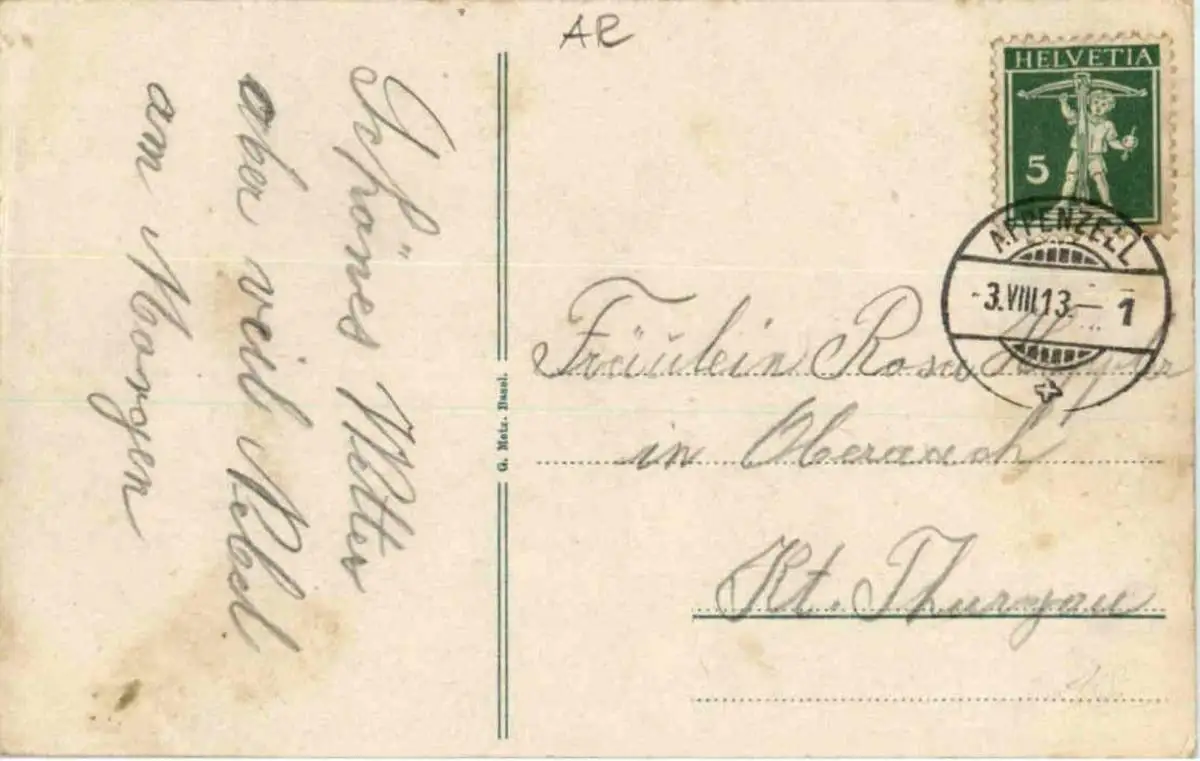 AR
HELVETIA
5
APPENZELL
-3.VIII.13.-1
Schönes Wetter
aber viel Nebel
am Morgen
G. Metz. Basel.
Fräulein Rosa
in Oberaach
Kt. Thurgau